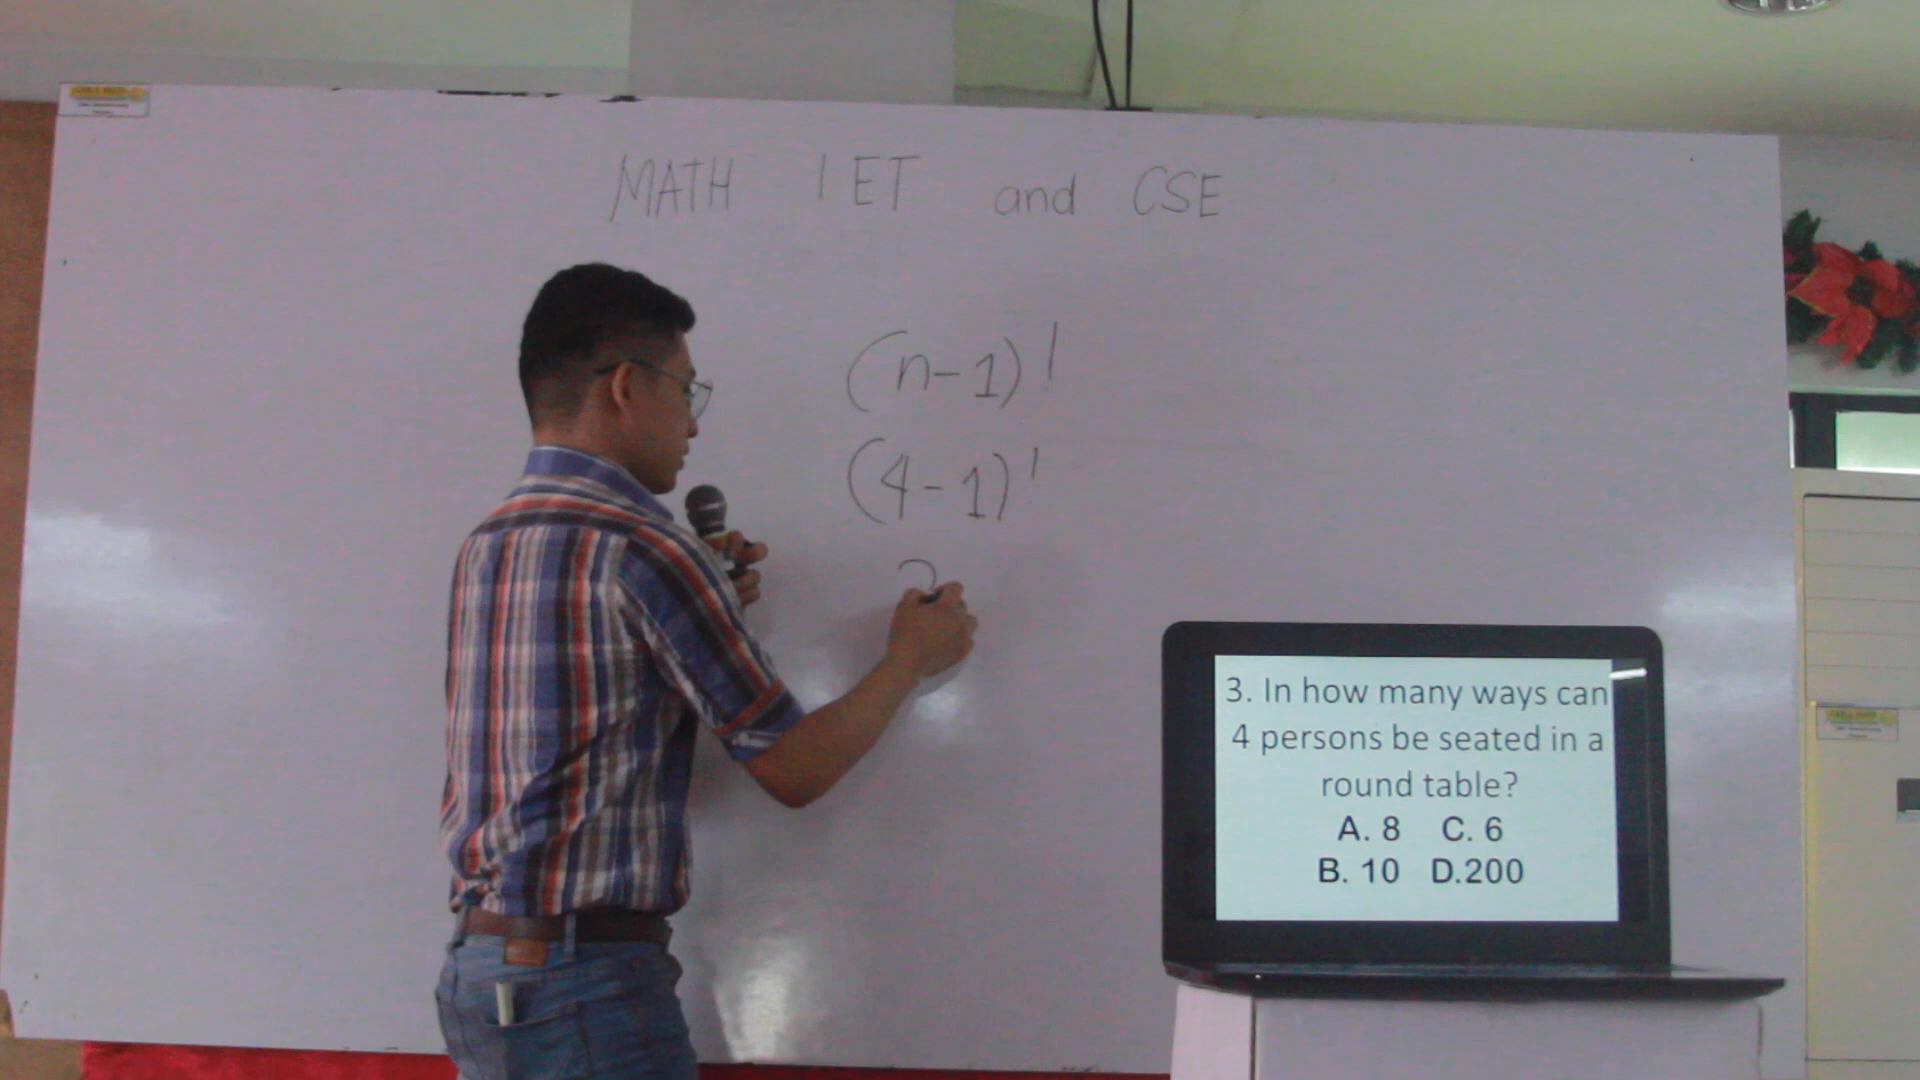 MATH LET and CSE
(n-1)!
(4-1)!
3. In how many ways can
4 persons be seated in a
round table?
A. 8 C. 6
B. 10 D.200